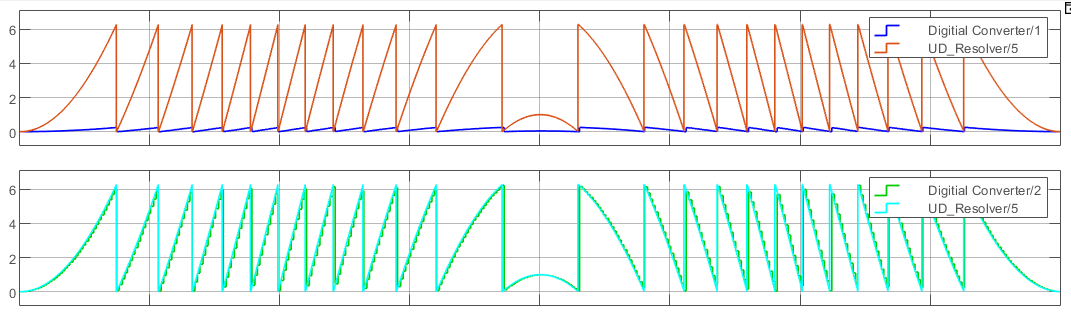 6
4
2
0
Digitial Converter/1
UD_Resolver/5
6
4
2
0
Digitial Converter/2
UD_Resolver/5